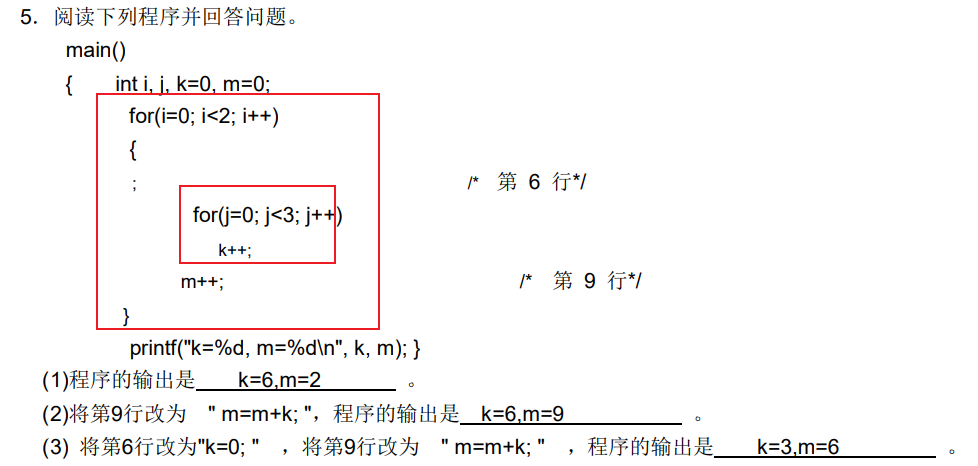 5. 阅读下列程序并回答问题。
main()
{ int i, j, k=0, m=0;
for(i=0; i<2; i++)
{
; /* 第 6 行*/
for(j=0; j<3; j++)
k++;
m++; /* 第 9 行*/
}
printf("k=%d, m=%d\n", k, m); }
(1)程序的输出是 k=6,m=2 。
(2)将第9行改为 " m=m+k; ", 程序的输出是 k=6,m=9 。
(3) 将第6行改为"k=0; " ，将第9行改为 " m=m+k; " ，程序的输出是 k=3,m=6 。